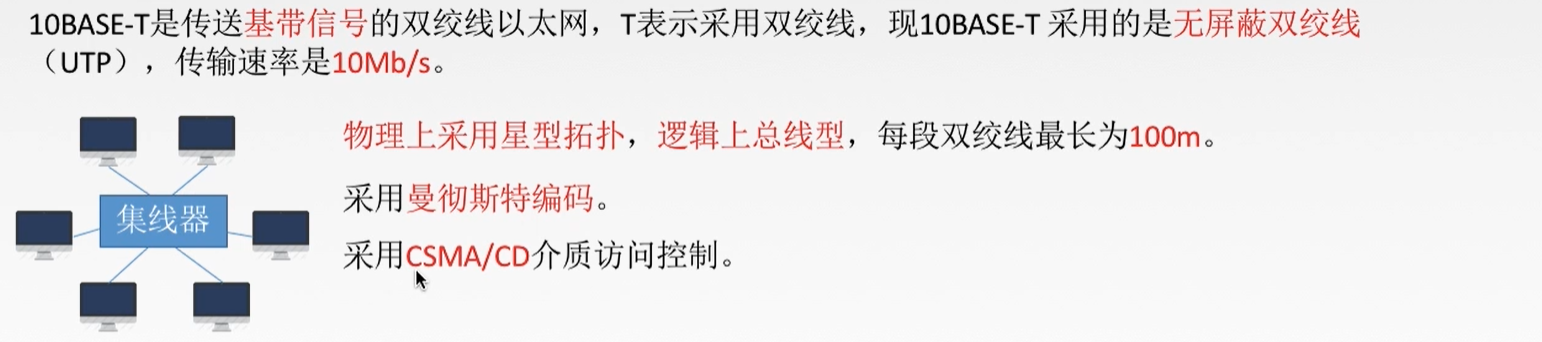 10BASE-T是传送基带信号的双绞线以太网，T表示采用双绞线，现10BASE-T 采用的是无屏蔽双绞线
（UTP），传输速率是10Mb/s。
物理上采用星型拓扑，逻辑上总线型，每段双绞线最长为100m。
采用曼彻斯特编码。
集线器
采用CSMA/CD介质访问控制。